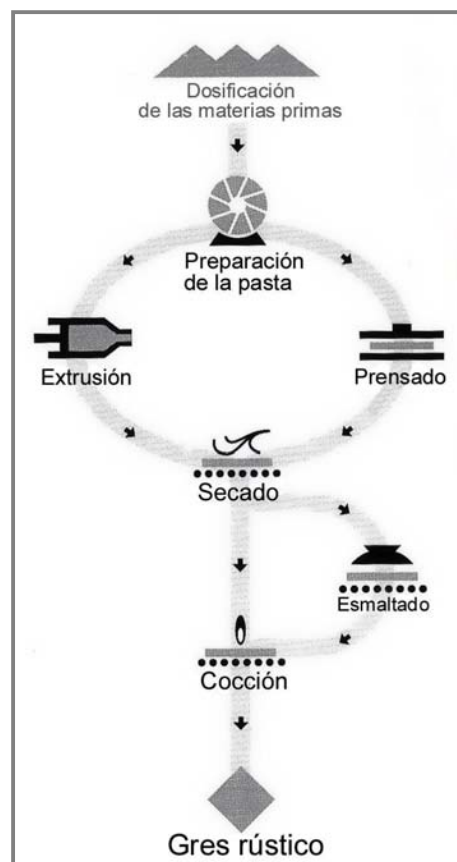 Dosificación
de las materias primas
Preparación
de la pasta
Extrusión
Prensado
Secado
Esmaltado
Cocción
Gres rústico